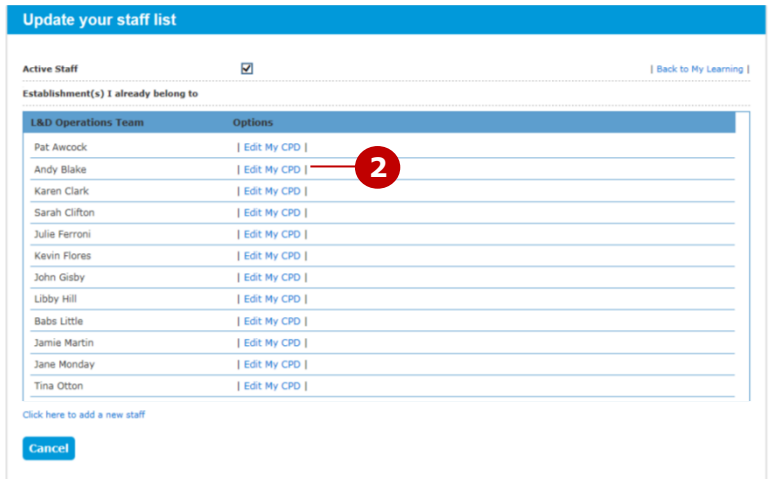 Update your staff list
Active Staff | Back to My Learning |
Establishment(s) I already belong to
L&D Operations Team Options
Pat Awcock | Edit My CPD |
Andy Blake | Edit My CPD | 2
Karen Clark | Edit My CPD |
Sarah Clifton | Edit My CPD |
Julie Ferroni | Edit My CPD |
Kevin Flores | Edit My CPD |
John Gisby | Edit My CPD |
Libby Hill | Edit My CPD |
Babs Little | Edit My CPD |
Jamie Martin | Edit My CPD |
Jane Monday | Edit My CPD |
Tina Otton | Edit My CPD |
Click here to add a new staff
Cancel